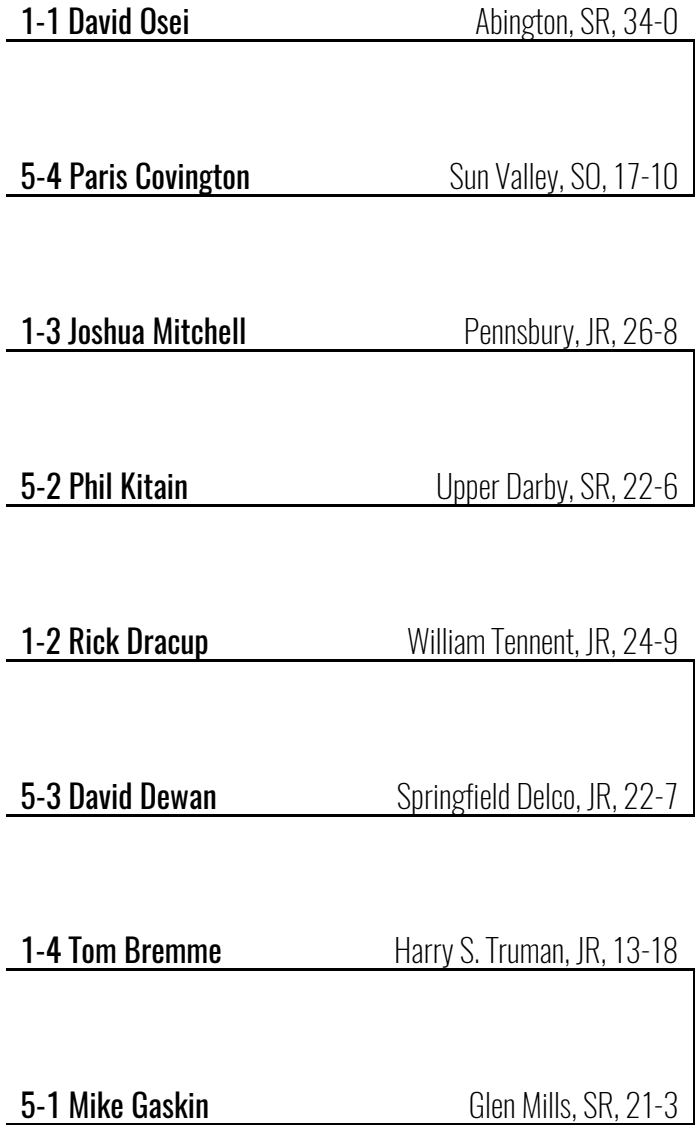 1-1 David Osei Abington, SR, 34-0
5-4 Paris Covington Sun Valley, SO, 17-10
1-3 Joshua Mitchell Pennsbury, JR, 26-8
5-2 Phil Kitain Upper Darby, SR, 22-6
1-2 Rick Dracup William Tennent, JR, 24-9
5-3 David Dewan Springfield Delco, JR, 22-7
1-4 Tom Bremme Harry S. Truman, JR, 13-18
5-1 Mike Gaskin Glen Mills, SR, 21-3